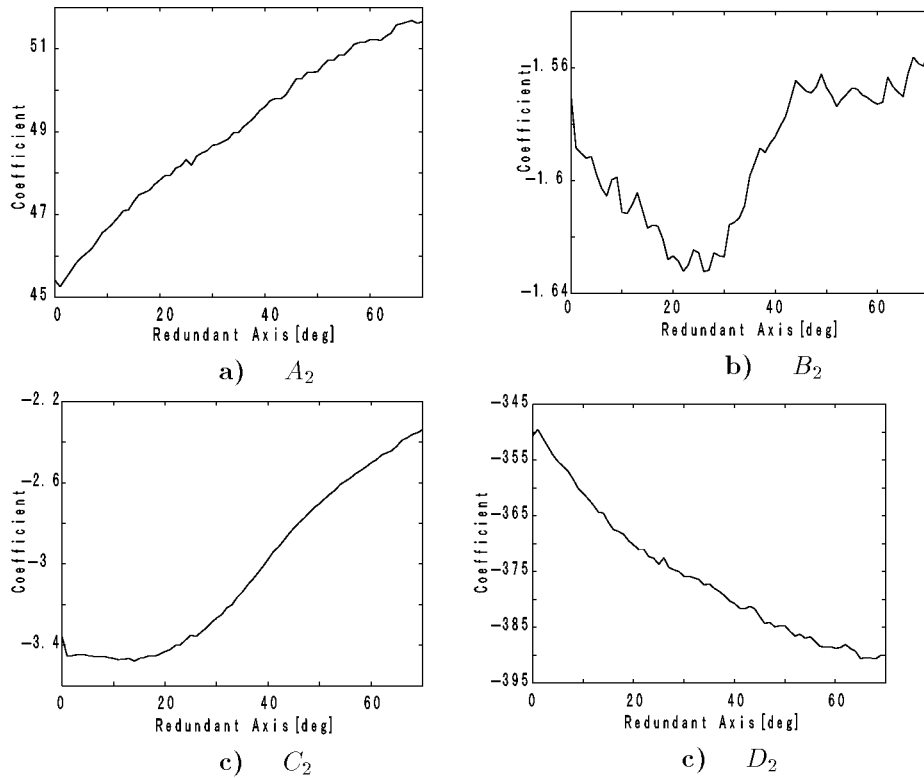 51
49
47
45
Coefficient
0 20 40 60
Redundant Axis[deg]
a) A2
-1.56
-1.6
-1.64
Coefficient
0 20 40 60
Redundant Axis[deg]
b) B2
-2.2
-2.6
-3
-3.4
Coefficient
0 20 40 60
Redundant Axis[deg]
c) C2
-345
-355
-365
-375
-385
-395
Coefficient
0 20 40 60
Redundant Axis[deg]
c) D2